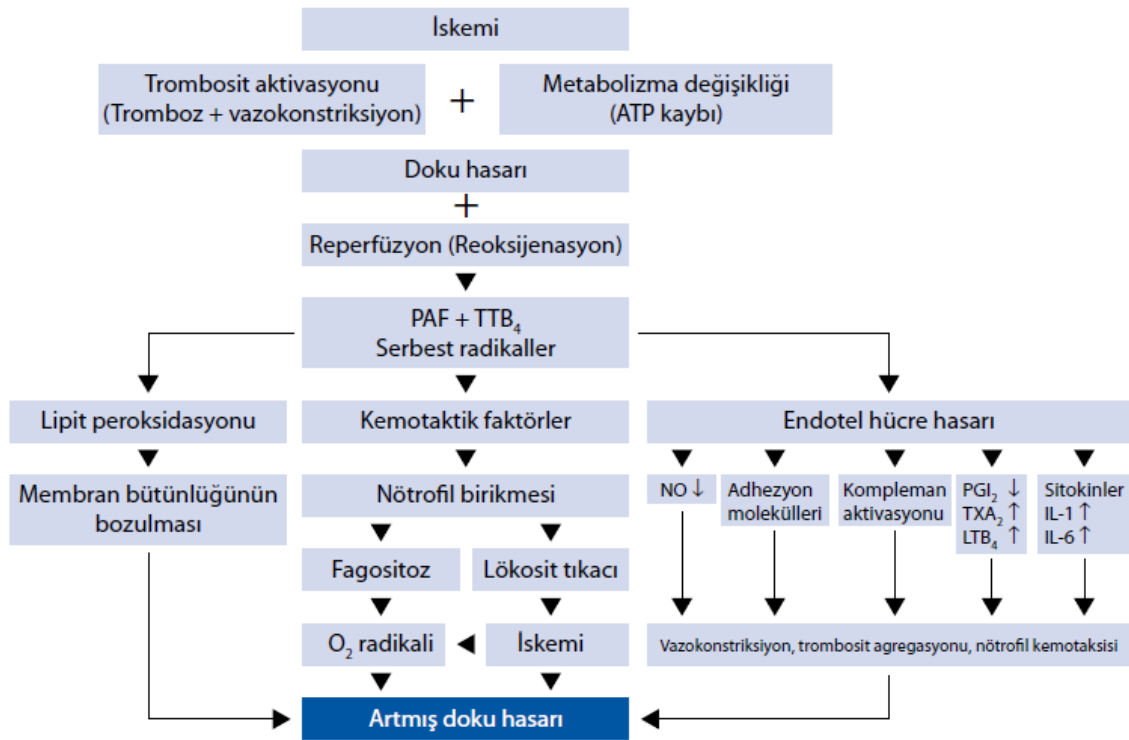 İskemi
Trombosit aktivasyonu
(Tromboz + vazokonstriksiyon)
+
Metabolizma değişikliği
(ATP kaybı)
Doku hasarı
+
Reperfüzyon (Reoksijenasyon)
PAF + TTB₄
Serbest radikaller
Lipit peroksidasyonu
Kemotaktik faktörler
Endotel hücre hasarı
Membran bütünlüğünün
bozulması
Nötrofil birikmesi
NO ↓
Adhezyon
molekülleri
Kompleman
aktivasyonu
PGI₂ ↓
TXA₂ ↑
LTB₄ ↑
Sitokinler
IL-1 ↑
IL-6 ↑
Fagositoz
Lökosit tıkacı
O₂ radikali
İskemi
Vazokonstriksiyon, trombosit agregasyonu, nötrofil kemotaksisi
Artmış doku hasarı